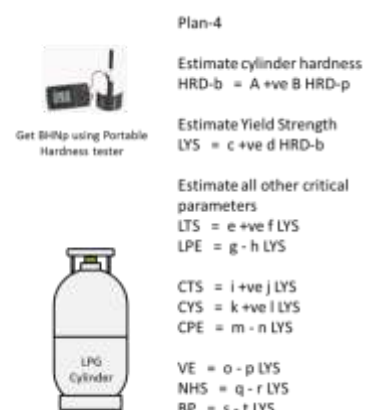 Plan-4
Estimate cylinder hardness
HRD-b = A +ve B HRD-p
Get BHNp using Portable
Hardness tester
Estimate Yield Strength
LYS = c +ve d HRD-b
Estimate all other critical
parameters
LTS = e +ve f LYS
LPE = g - h LYS
CTS = i +ve j LYS
CYS = k +ve l LYS
CPE = m - n LYS
LPG
Cylinder
VE = o - p LYS
NHS = q - r LYS
BP = s - t LYS